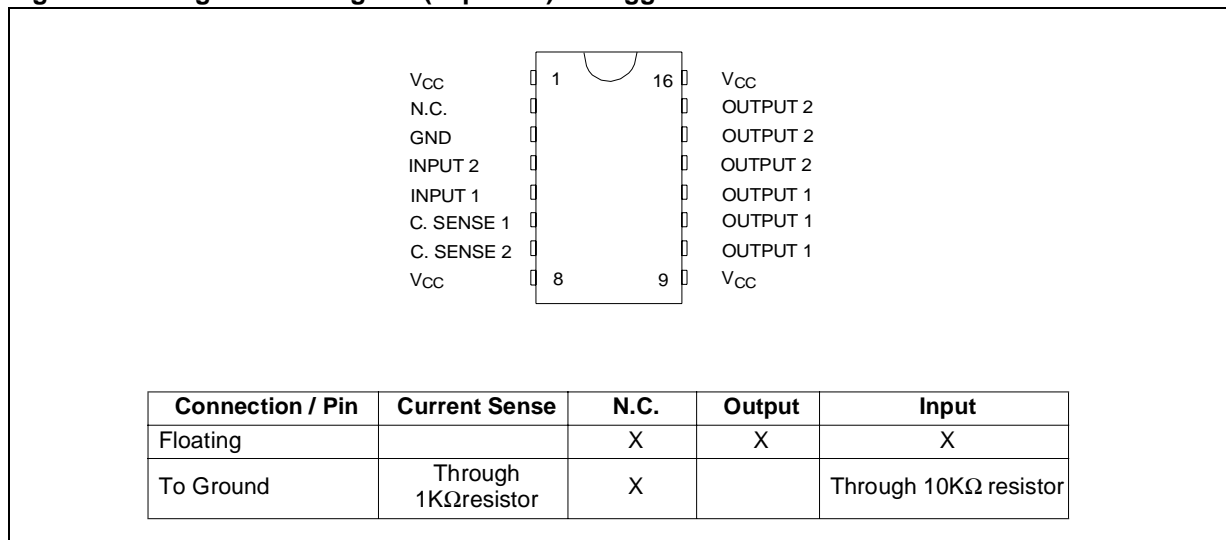 VCC 1 16 VCC
N.C. OUTPUT 2
GND OUTPUT 2
INPUT 2 OUTPUT 2
INPUT 1 OUTPUT 1
C. SENSE 1 OUTPUT 1
C. SENSE 2 OUTPUT 1
VCC 8 9 VCC
Connection / Pin Current Sense N.C. Output Input
Floating X X X
To Ground Through 1KΩresistor X Through 10KΩ resistor